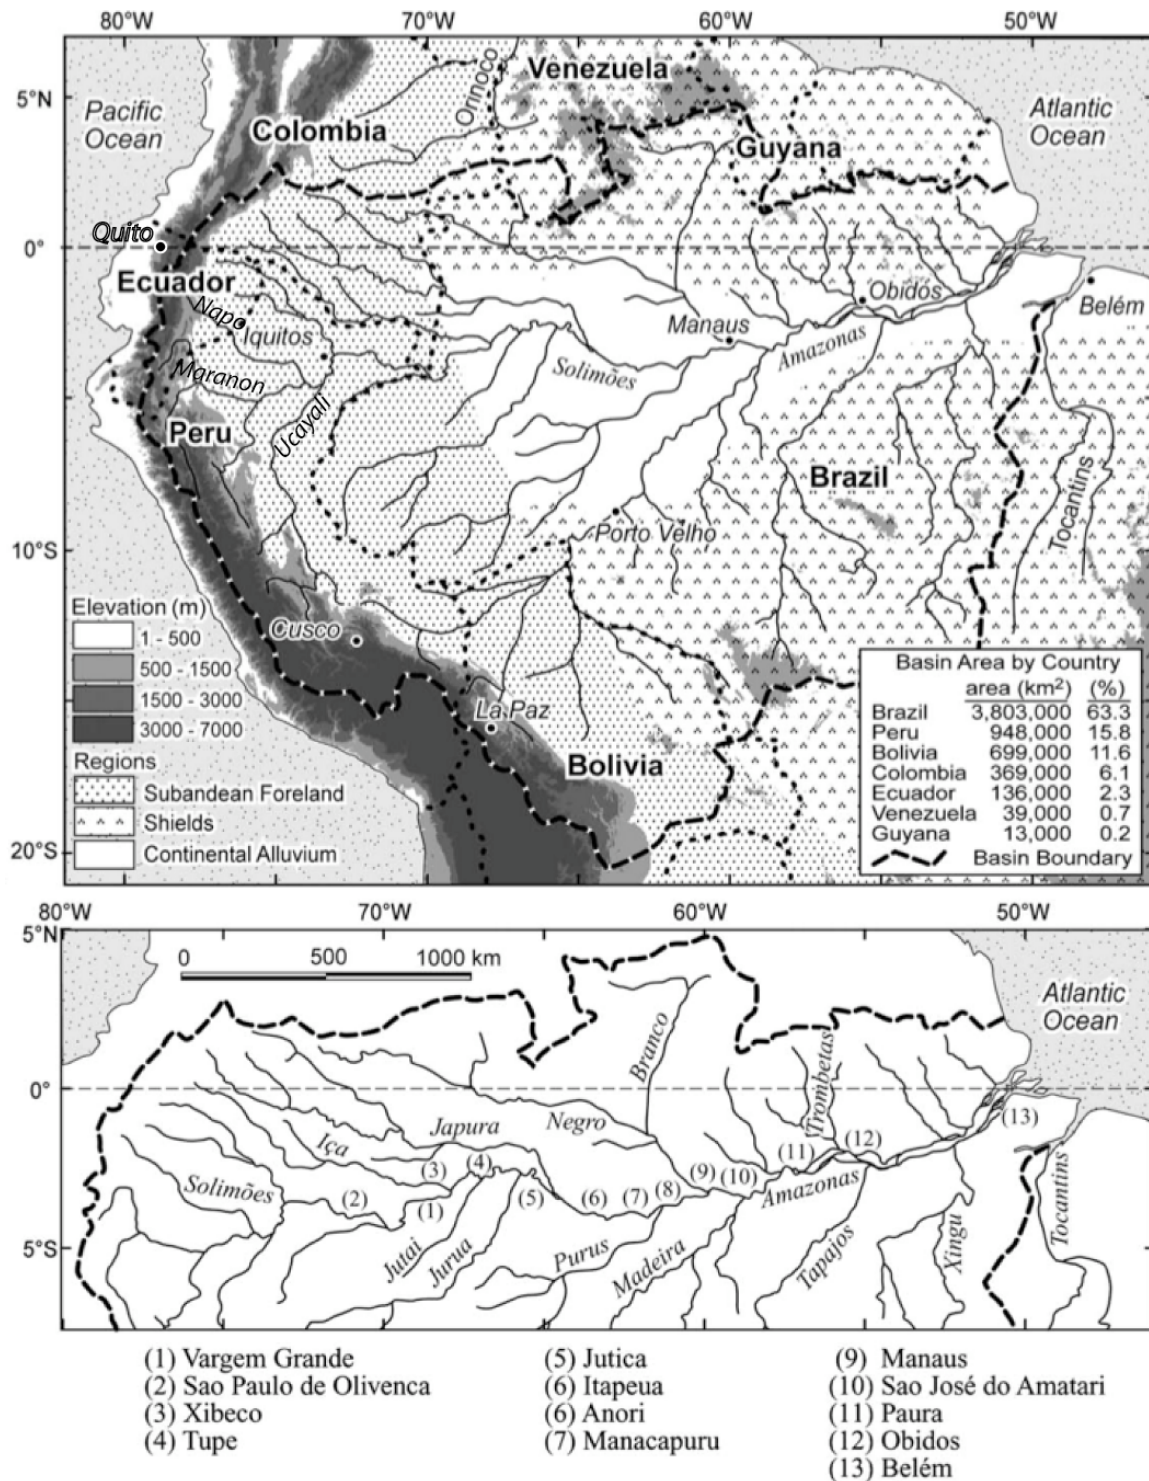 80°W 70°W 60°W 50°W
Pacific
Ocean
5°N
Orinoco
Venezuela
Colombia
Guyana
Atlantic
Ocean
Quito
0°
Ecuador
Napo
Iquitos
Maranon
Ucayali
Peru
Manaus
Obidos
Belém
Solimões
Amazonas
Brazil
Porto Velho
Tocantins
10°S
Elevation (m)
1 - 500
500 - 1500
1500 - 3000
3000 - 7000
Regions
Subandean Foreland
Shields
Continental Alluvium
Cusco
La Paz
Bolivia
20°S
Basin Area by Country
area (km²) (%)
Brazil 3,803,000 63.3
Peru 948,000 15.8
Bolivia 699,000 11.6
Colombia 369,000 6.1
Ecuador 136,000 2.3
Venezuela 39,000 0.7
Guyana 13,000 0.2
Basin Boundary
80°W 70°W 60°W 50°W
5°N
0 500 1000 km
Atlantic
Ocean
Branco
0°
Trombetas
Negro
Japura
Iça
Solimões
(13)
(12)
(11)
(10)
(9)
(8)
(7)
(6)
(5)
(4)
(3)
(2)
(1)
Amazonas
Jutai
Jurua
Purus
Madeira
Tapajos
Xingu
Tocantins
5°S
(1) Vargem Grande
(2) Sao Paulo de Olivenca
(3) Xibeco
(4) Tupe
(5) Jutica
(6) Itapeua
(6) Anori
(7) Manacapuru
(9) Manaus
(10) Sao José do Amatari
(11) Paura
(12) Obidos
(13) Belém